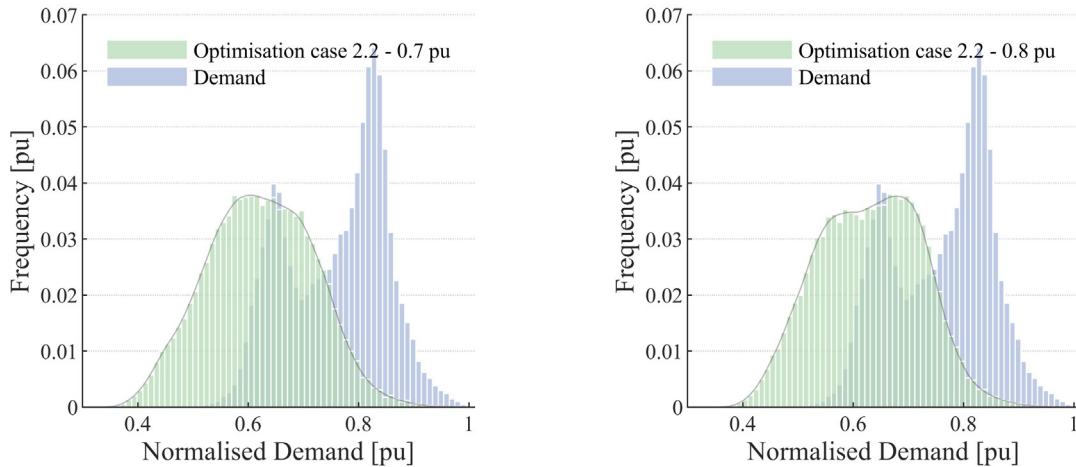 0.07
0.06
0.05
0.04
0.03
0.02
0.01
0
Frequency [pu]
Optimisation case 2.2 - 0.7 pu
Demand
0.4 0.6 0.8 1
Normalised Demand [pu]
0.07
0.06
0.05
0.04
0.03
0.02
0.01
0
Frequency [pu]
Optimisation case 2.2 - 0.8 pu
Demand
0.4 0.6 0.8 1
Normalised Demand [pu]